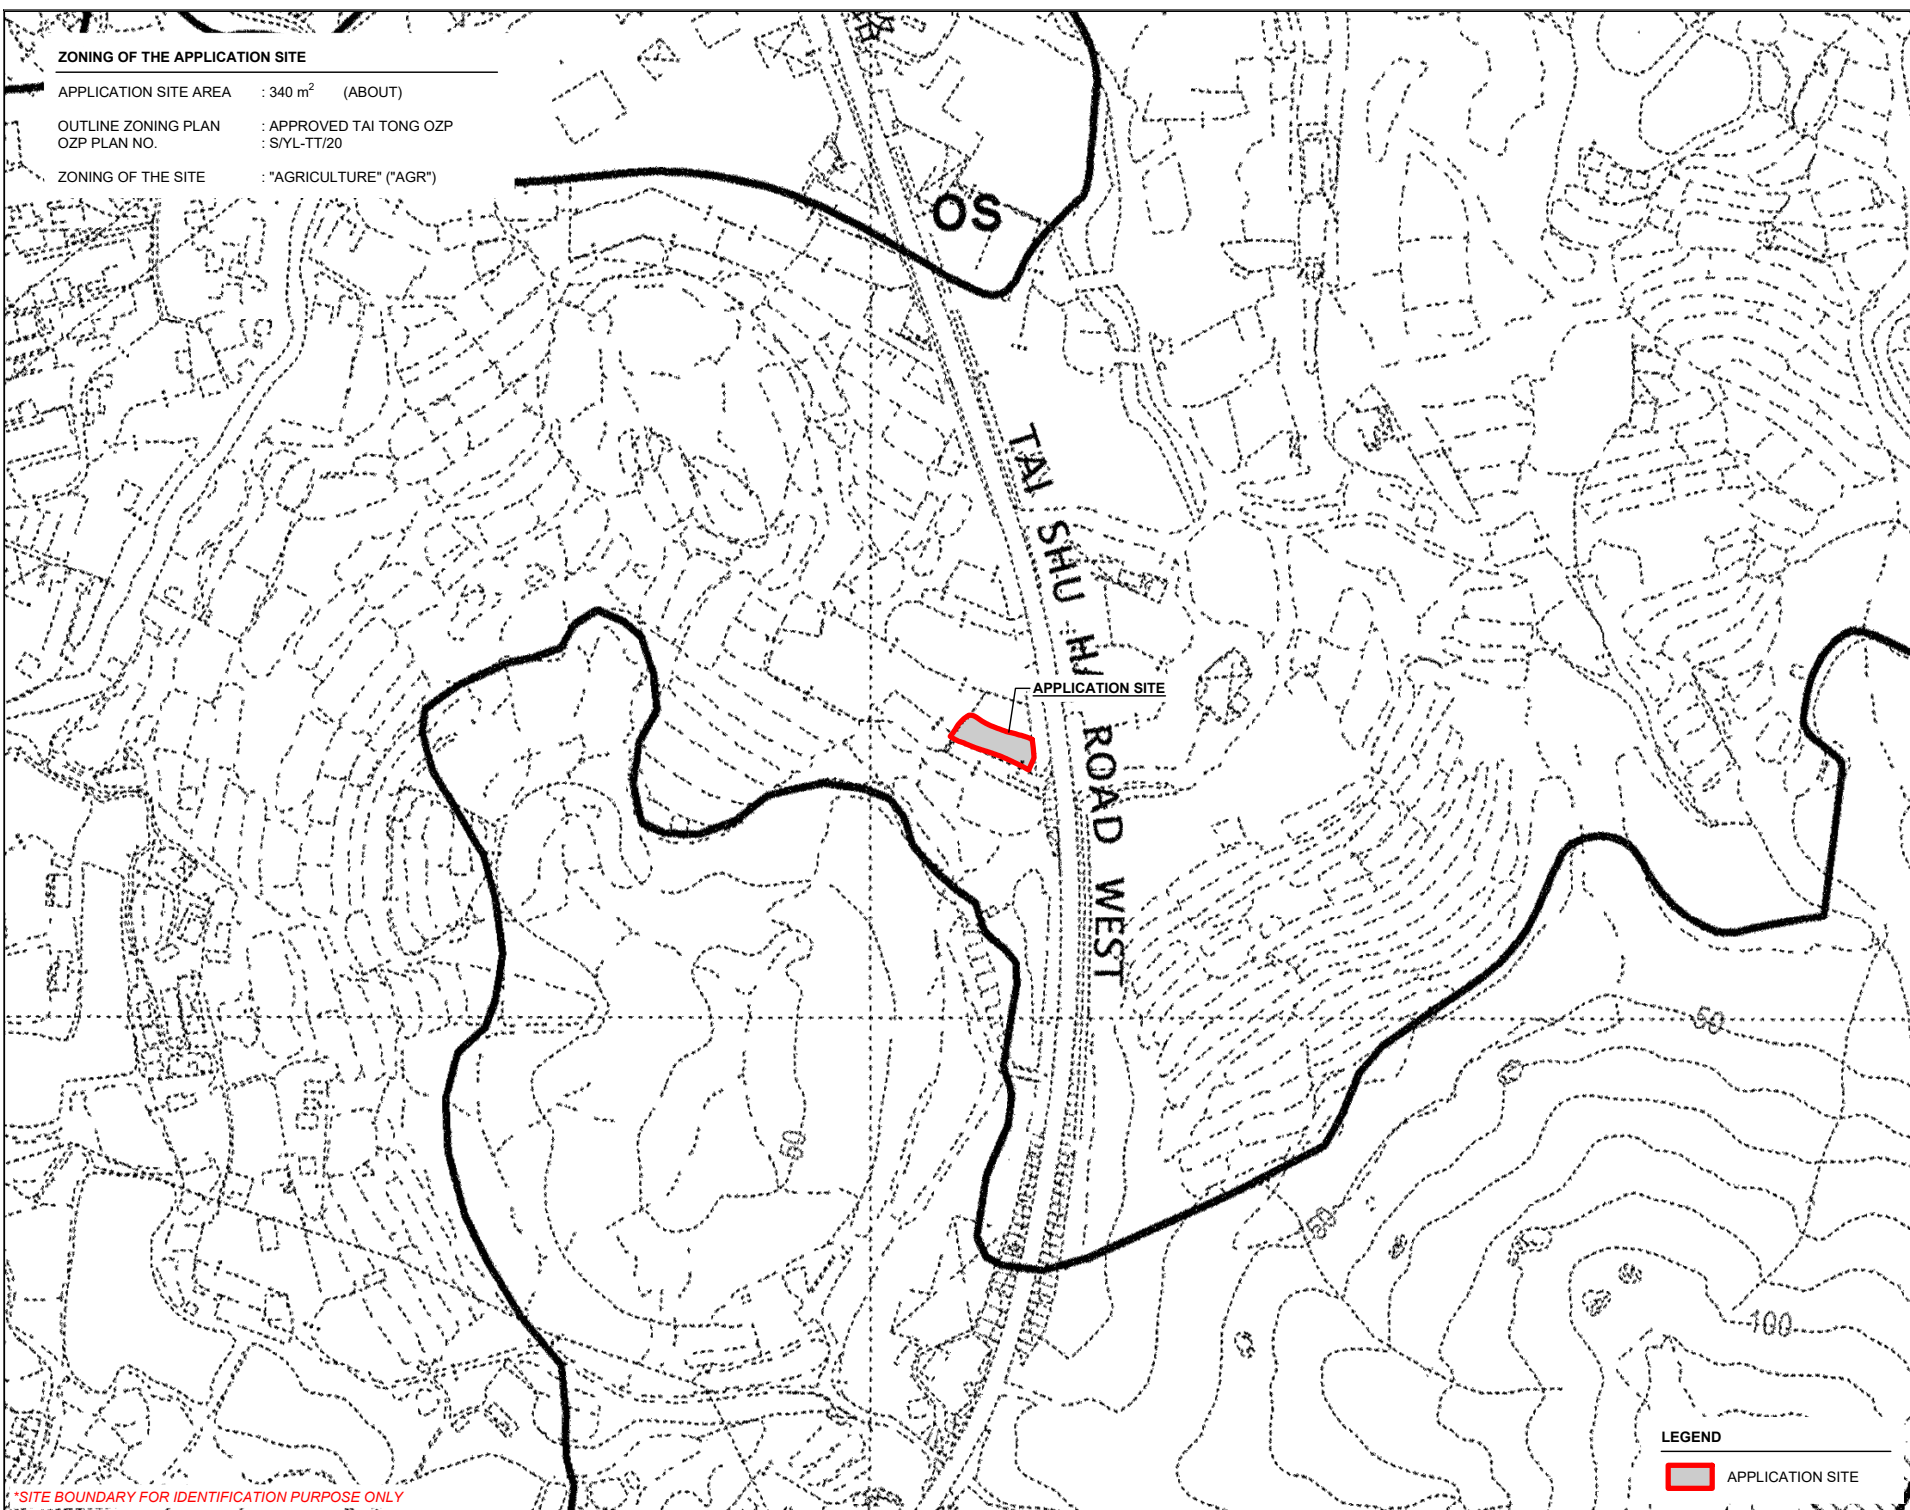 ZONING OF THE APPLICATION SITE
APPLICATION SITE AREA : 340 m² (ABOUT)
OUTLINE ZONING PLAN : APPROVED TAI TONG OZP
OZP PLAN NO. : S/YL-TT/20
ZONING OF THE SITE : "AGRICULTURE" ("AGR")
路
OS
TAI SHU HA ROAD WEST
APPLICATION SITE
50
50
50
100
LEGEND
APPLICATION SITE
*SITE BOUNDARY FOR IDENTIFICATION PURPOSE ONLY